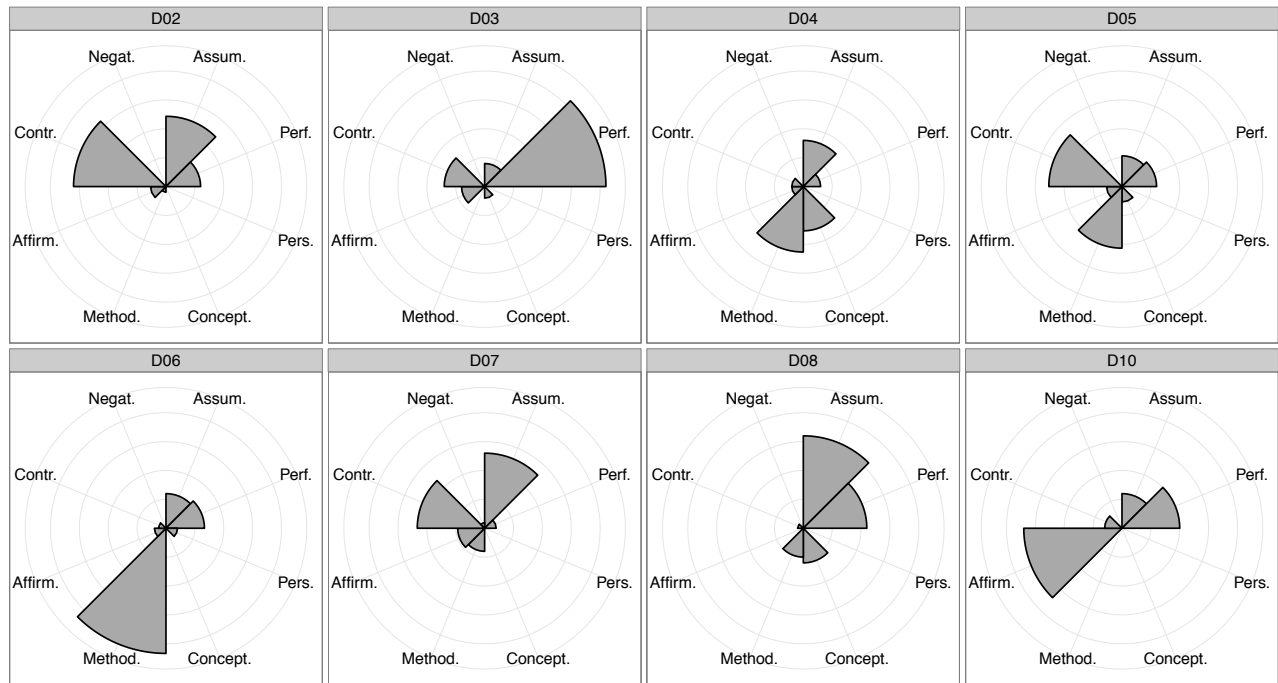 D02 D03 D04 D05
Negat. Assum. Negat. Assum. Negat. Assum. Negat. Assum.
Contr. Perf. Contr. Perf. Contr. Perf. Contr. Perf.
Affirm. Pers. Affirm. Pers. Affirm. Pers. Affirm. Pers.
Method. Concept. Method. Concept. Method. Concept. Method. Concept.
D06 D07 D08 D10
Negat. Assum. Negat. Assum. Negat. Assum. Negat. Assum.
Contr. Perf. Contr. Perf. Contr. Perf. Contr. Perf.
Affirm. Pers. Affirm. Pers. Affirm. Pers. Affirm. Pers.
Method. Concept. Method. Concept. Method. Concept. Method. Concept.